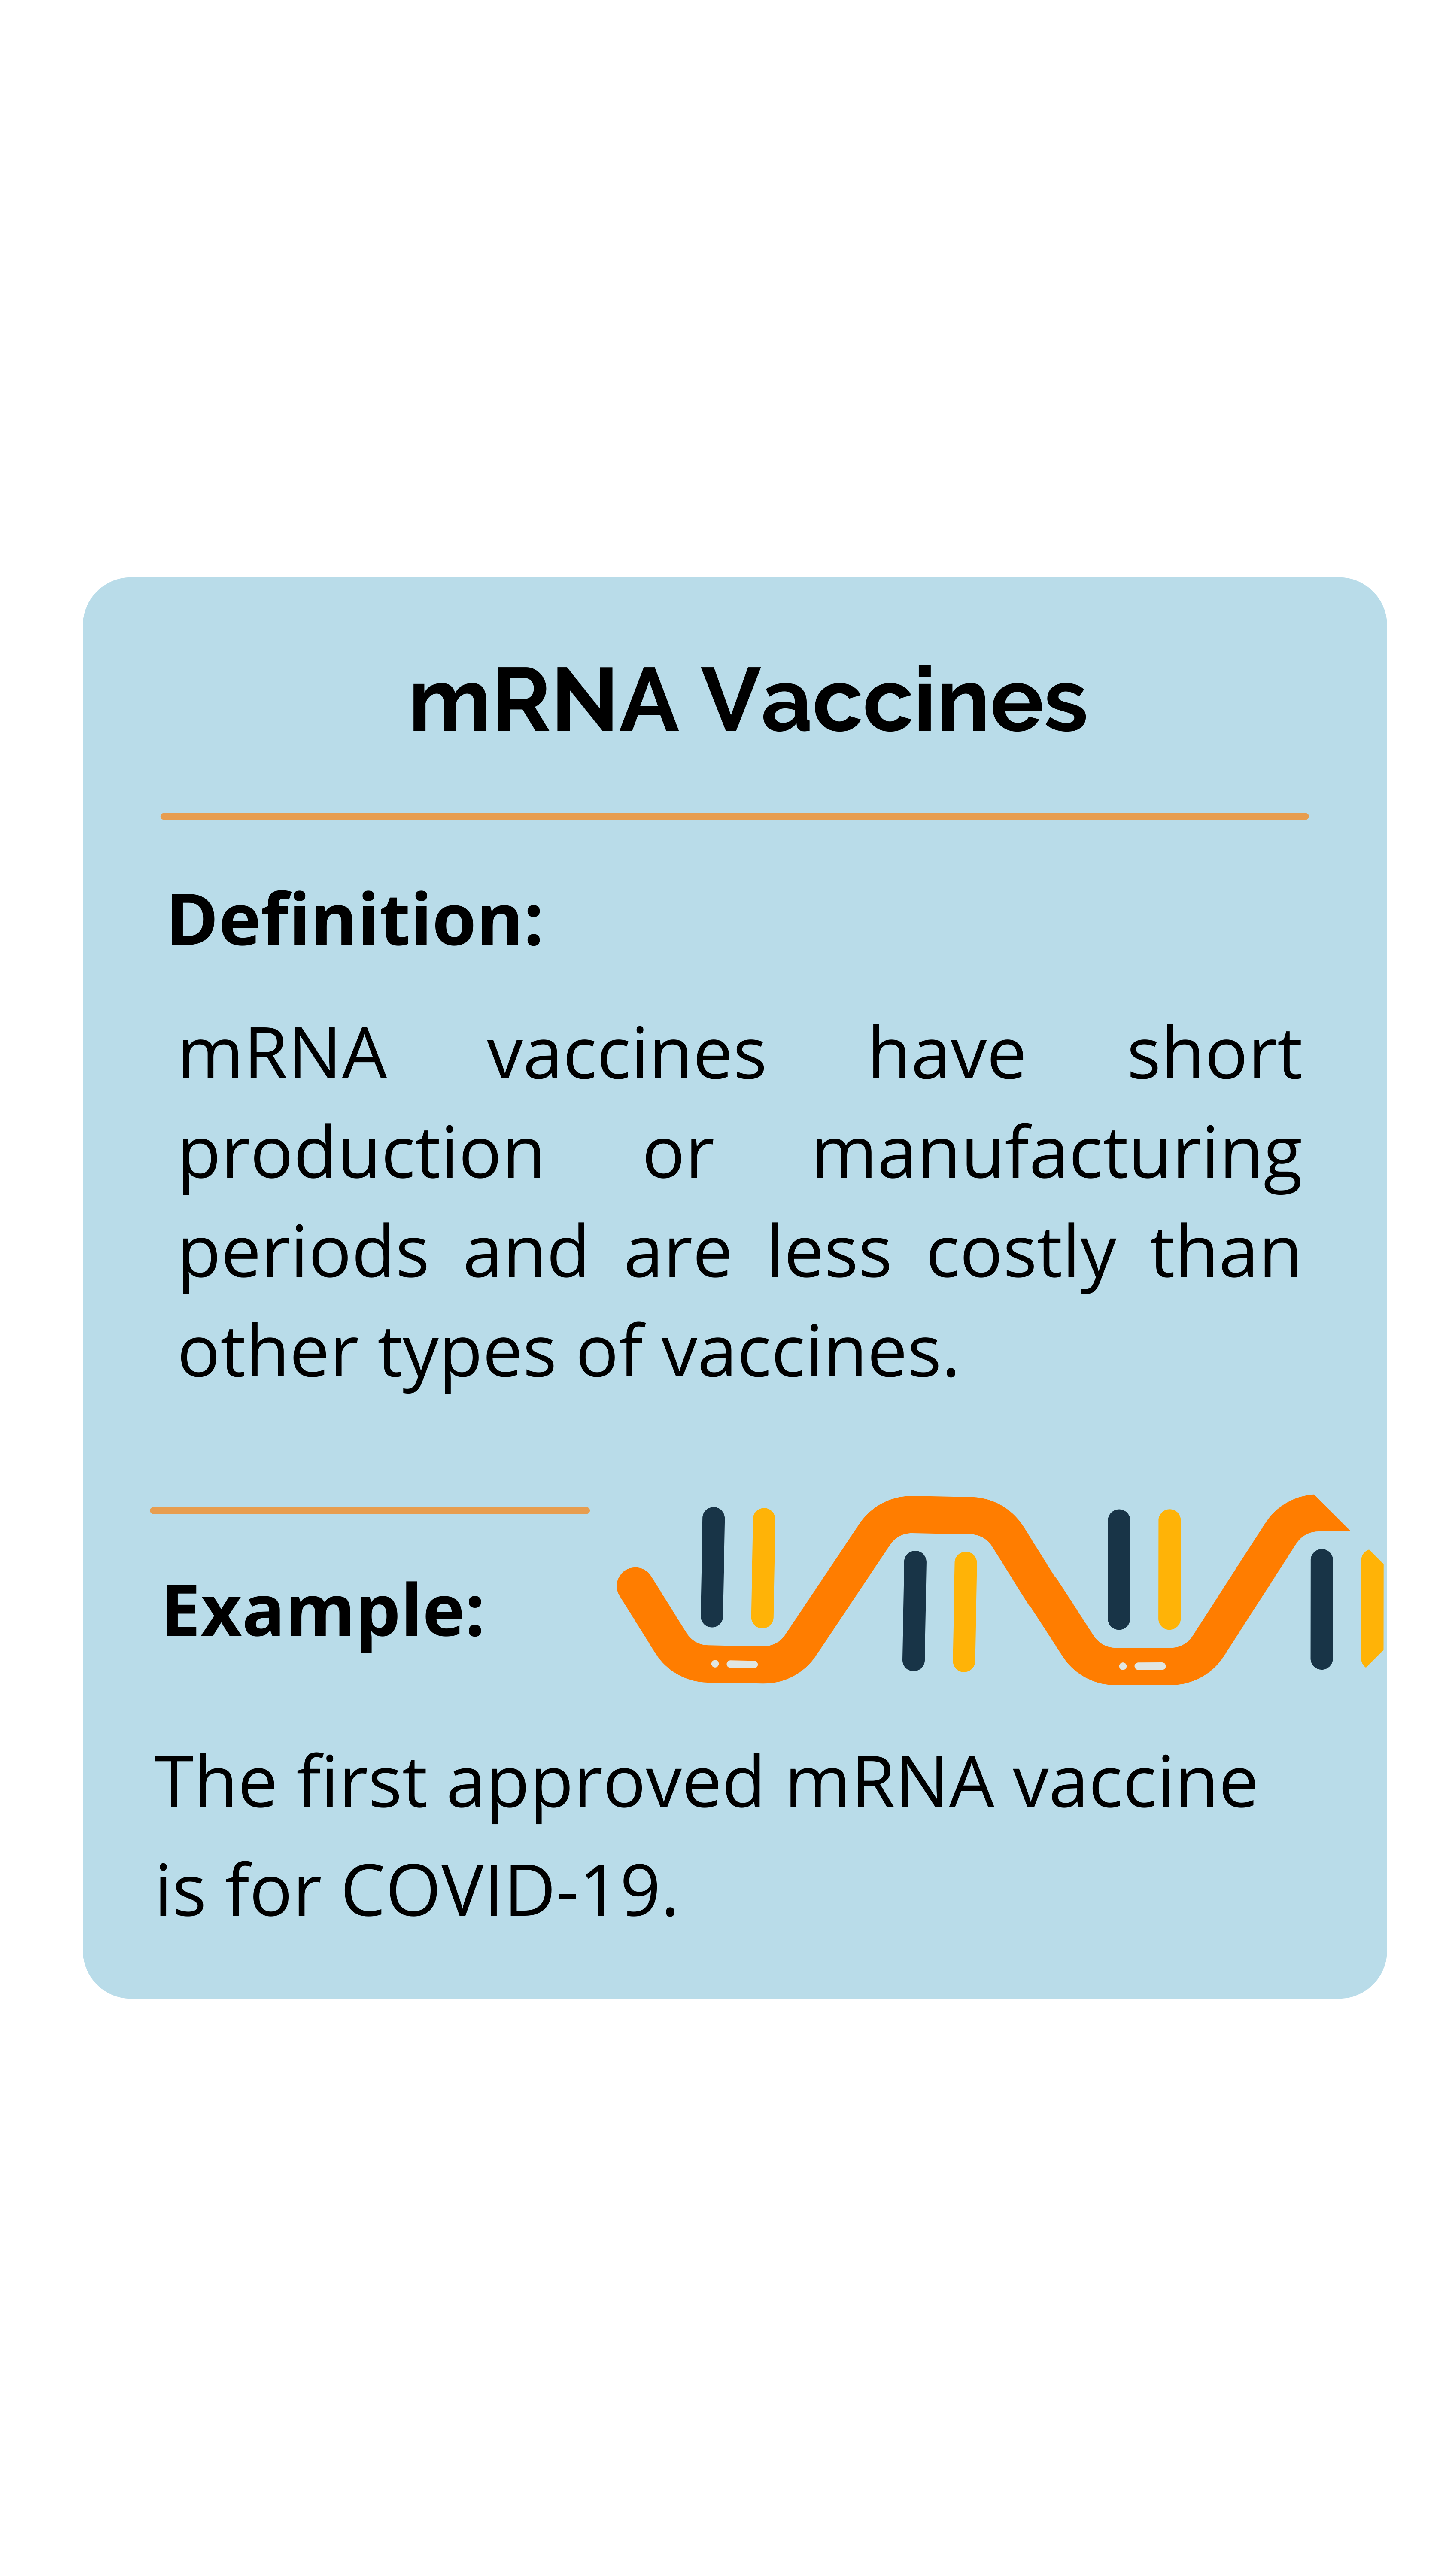 mRNA Vaccines
Definition:
mRNA vaccines have short
production or manufacturing
periods and are less costly than
other types of vaccines.
Example:
The first approved mRNA vaccine
is for COVID-19.